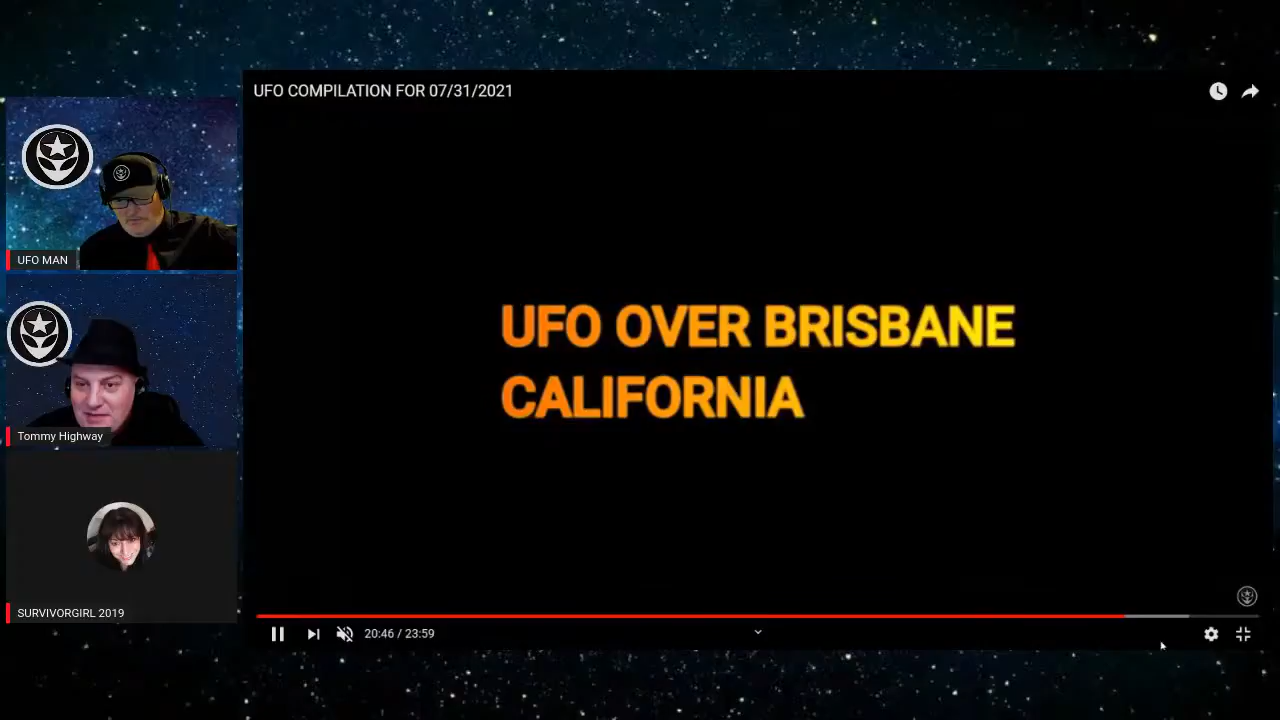 UFO COMPILATION FOR 07/31/2021
UFO MAN
Tommy Highway
SURVIVORGIRL 2019
UFO OVER BRISBANE
CALIFORNIA
20:46 / 23:59